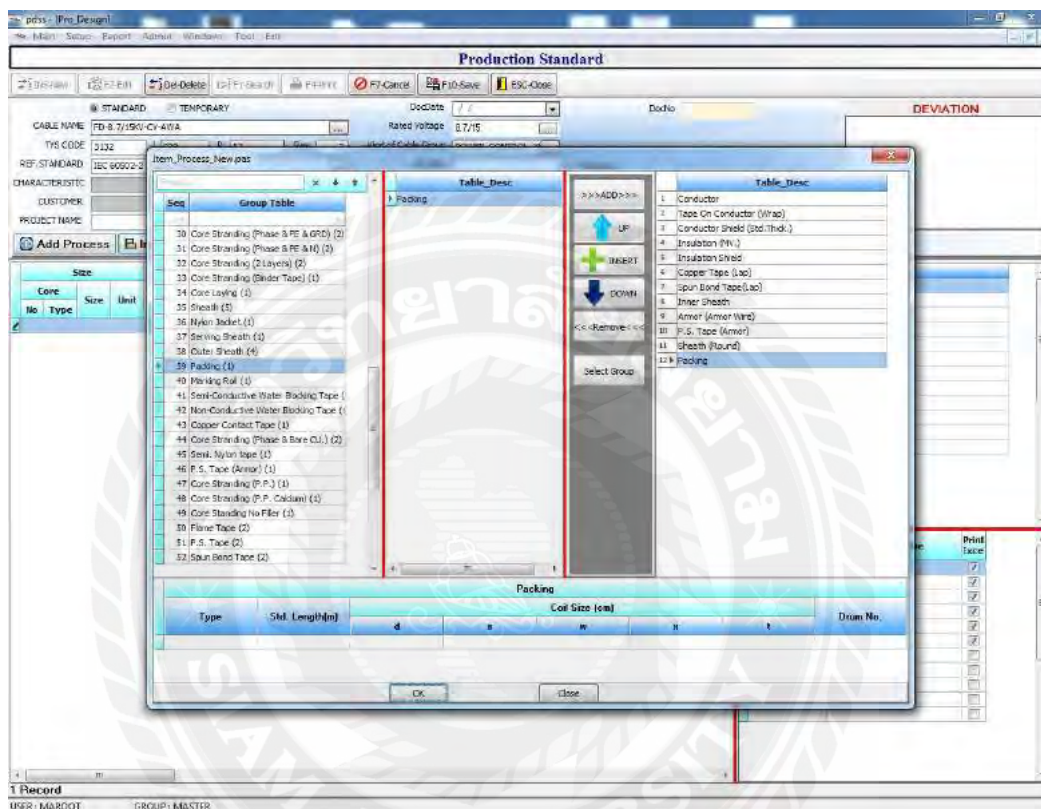 pdss - [Pro_Design]
Main Setup Report Admin Windows Tool Exit
Production Standard
Del-Delete F7-Cancel F10-Save ESC-Close
STANDARD TEMPORARY DocDate / / DocNo DEVIATION
CABLE NAME FD-8.7/15KV-CV-AWA ... Rated Voltage 8.7/15
TYS CODE 3132
REF. STANDARD IEC 60502-2
CHARACTERISTIC
CUSTOMER
PROJECT NAME
Add Process
Size
Core Size Unit
No Type
Item_Process_New.pas
Seq Group Table
30 Core Stranding (Phase & PE & GRD) (2)
31 Core Stranding (Phase & PE & N) (2)
32 Core Stranding (2 Layers) (2)
33 Core Stranding (Binder Tape) (1)
34 Core Laying (1)
35 Sheath (5)
36 Nylon Jacket (1)
37 Serving Sheath (1)
38 Outer Sheath (4)
39 Packing (1)
40 Marking Roll (1)
41 Semi-Conductive Water Blocking Tape (
42 Non-Conductive Water Blocking Tape (
43 Copper Contact Tape (1)
44 Core Stranding (Phase & Bare CU.) (2)
45 Semi. Nylon tape (1)
46 P.S. Tape (Armor) (1)
47 Core Stranding (P.P.) (1)
48 Core Stranding (P.P. Calcium) (1)
49 Core Standing No Filler (1)
50 Flame Tape (2)
51 P.S. Tape (2)
52 Spun Bond Tape (2)
Table_Desc
Packing
>>>ADD>>>
UP
INSERT
DOWN
<<<Remove<<<
Select Group
Table_Desc
1 Conductor
2 Tape On Conductor (Wrap)
3 Conductor Shield (Std.Thick.)
4 Insulation (MV.)
5 Insulation Shield
6 Copper Tape (Lap)
7 Spun Bond Tape(Lap)
8 Inner Sheath
9 Armor (Armor Wire)
10 P.S. Tape (Armor)
11 Sheath (Round)
12 Packing
Print
Exce
Packing
Type Std. Length(m) Coil Size (cm) Drum No.
d
OK Close
1 Record
USER : MAROOT GROUP : MASTER